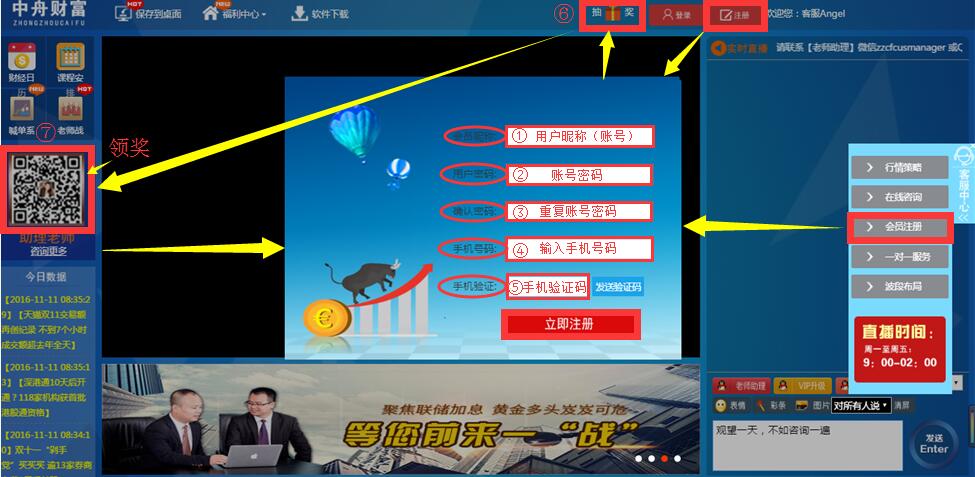 中舟财富
ZHONGZHOUCAIFU
HOT
保存到桌面
New
福利中心
软件下载
⑥
抽 奖
登录
注册
欢迎您：客服Angel
财经日历
New
课程安排
HOT
喊单系
⑦
老师战
领奖
助理老师
咨询更多
今日数据
【2016-11-11 08:35:2
9】【天猫双11交易额
再创纪录 不到7个小时
成交额超去年全天】
【2016-11-11 08:35:1
3】【深港通10天后开
通？118家机构获首批
港股通资格】
【2016-11-11 08:34:1
0】双十一“剁手
党”买买买 逾13家券商
会员昵称:
① 用户昵称（账号）
用户密码:
② 账号密码
确认密码:
③ 重复账号密码
手机号码:
④ 输入手机号码
手机验证:
⑤手机验证码
发送验证码
立即注册
聚焦联储加息 黄金多头岌岌可危
等您前来一“战”
实时直播
请联系【老师助理】微信zzcfcusmanager 或Q
行情策略
在线咨询
会员注册
一对一服务
波段布局
客服中心
<<
直播时间：
周一至周五：
9：00-02：00
老师助理
VIP升级
表情
彩条
图片
对所有人说
清屏
观望一天，不如咨询一遍
发送
Enter